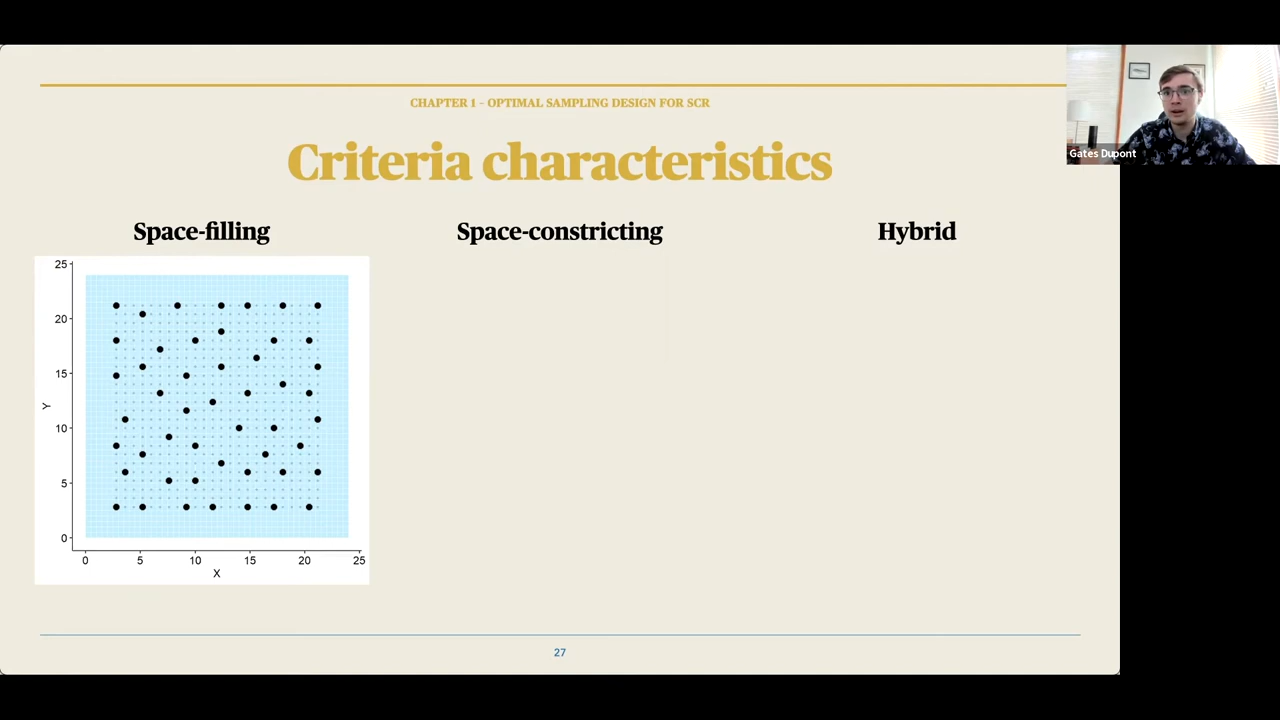 CHAPTER 1 - OPTIMAL SAMPLING DESIGN FOR SCR
Criteria characteristics
Gates Dupont
Space-filling
Space-constricting
Hybrid
25
20
15
10
5
0
Y
0 5 10 15 20 25
X
27